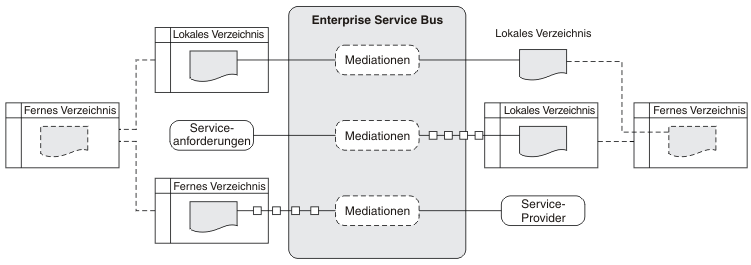 Enterprise Service Bus
Lokales Verzeichnis
Mediationen
Lokales Verzeichnis
Fernes Verzeichnis
Service-
anforderungen
Mediationen
Lokales Verzeichnis
Fernes Verzeichnis
Fernes Verzeichnis
Mediationen
Service-
Provider